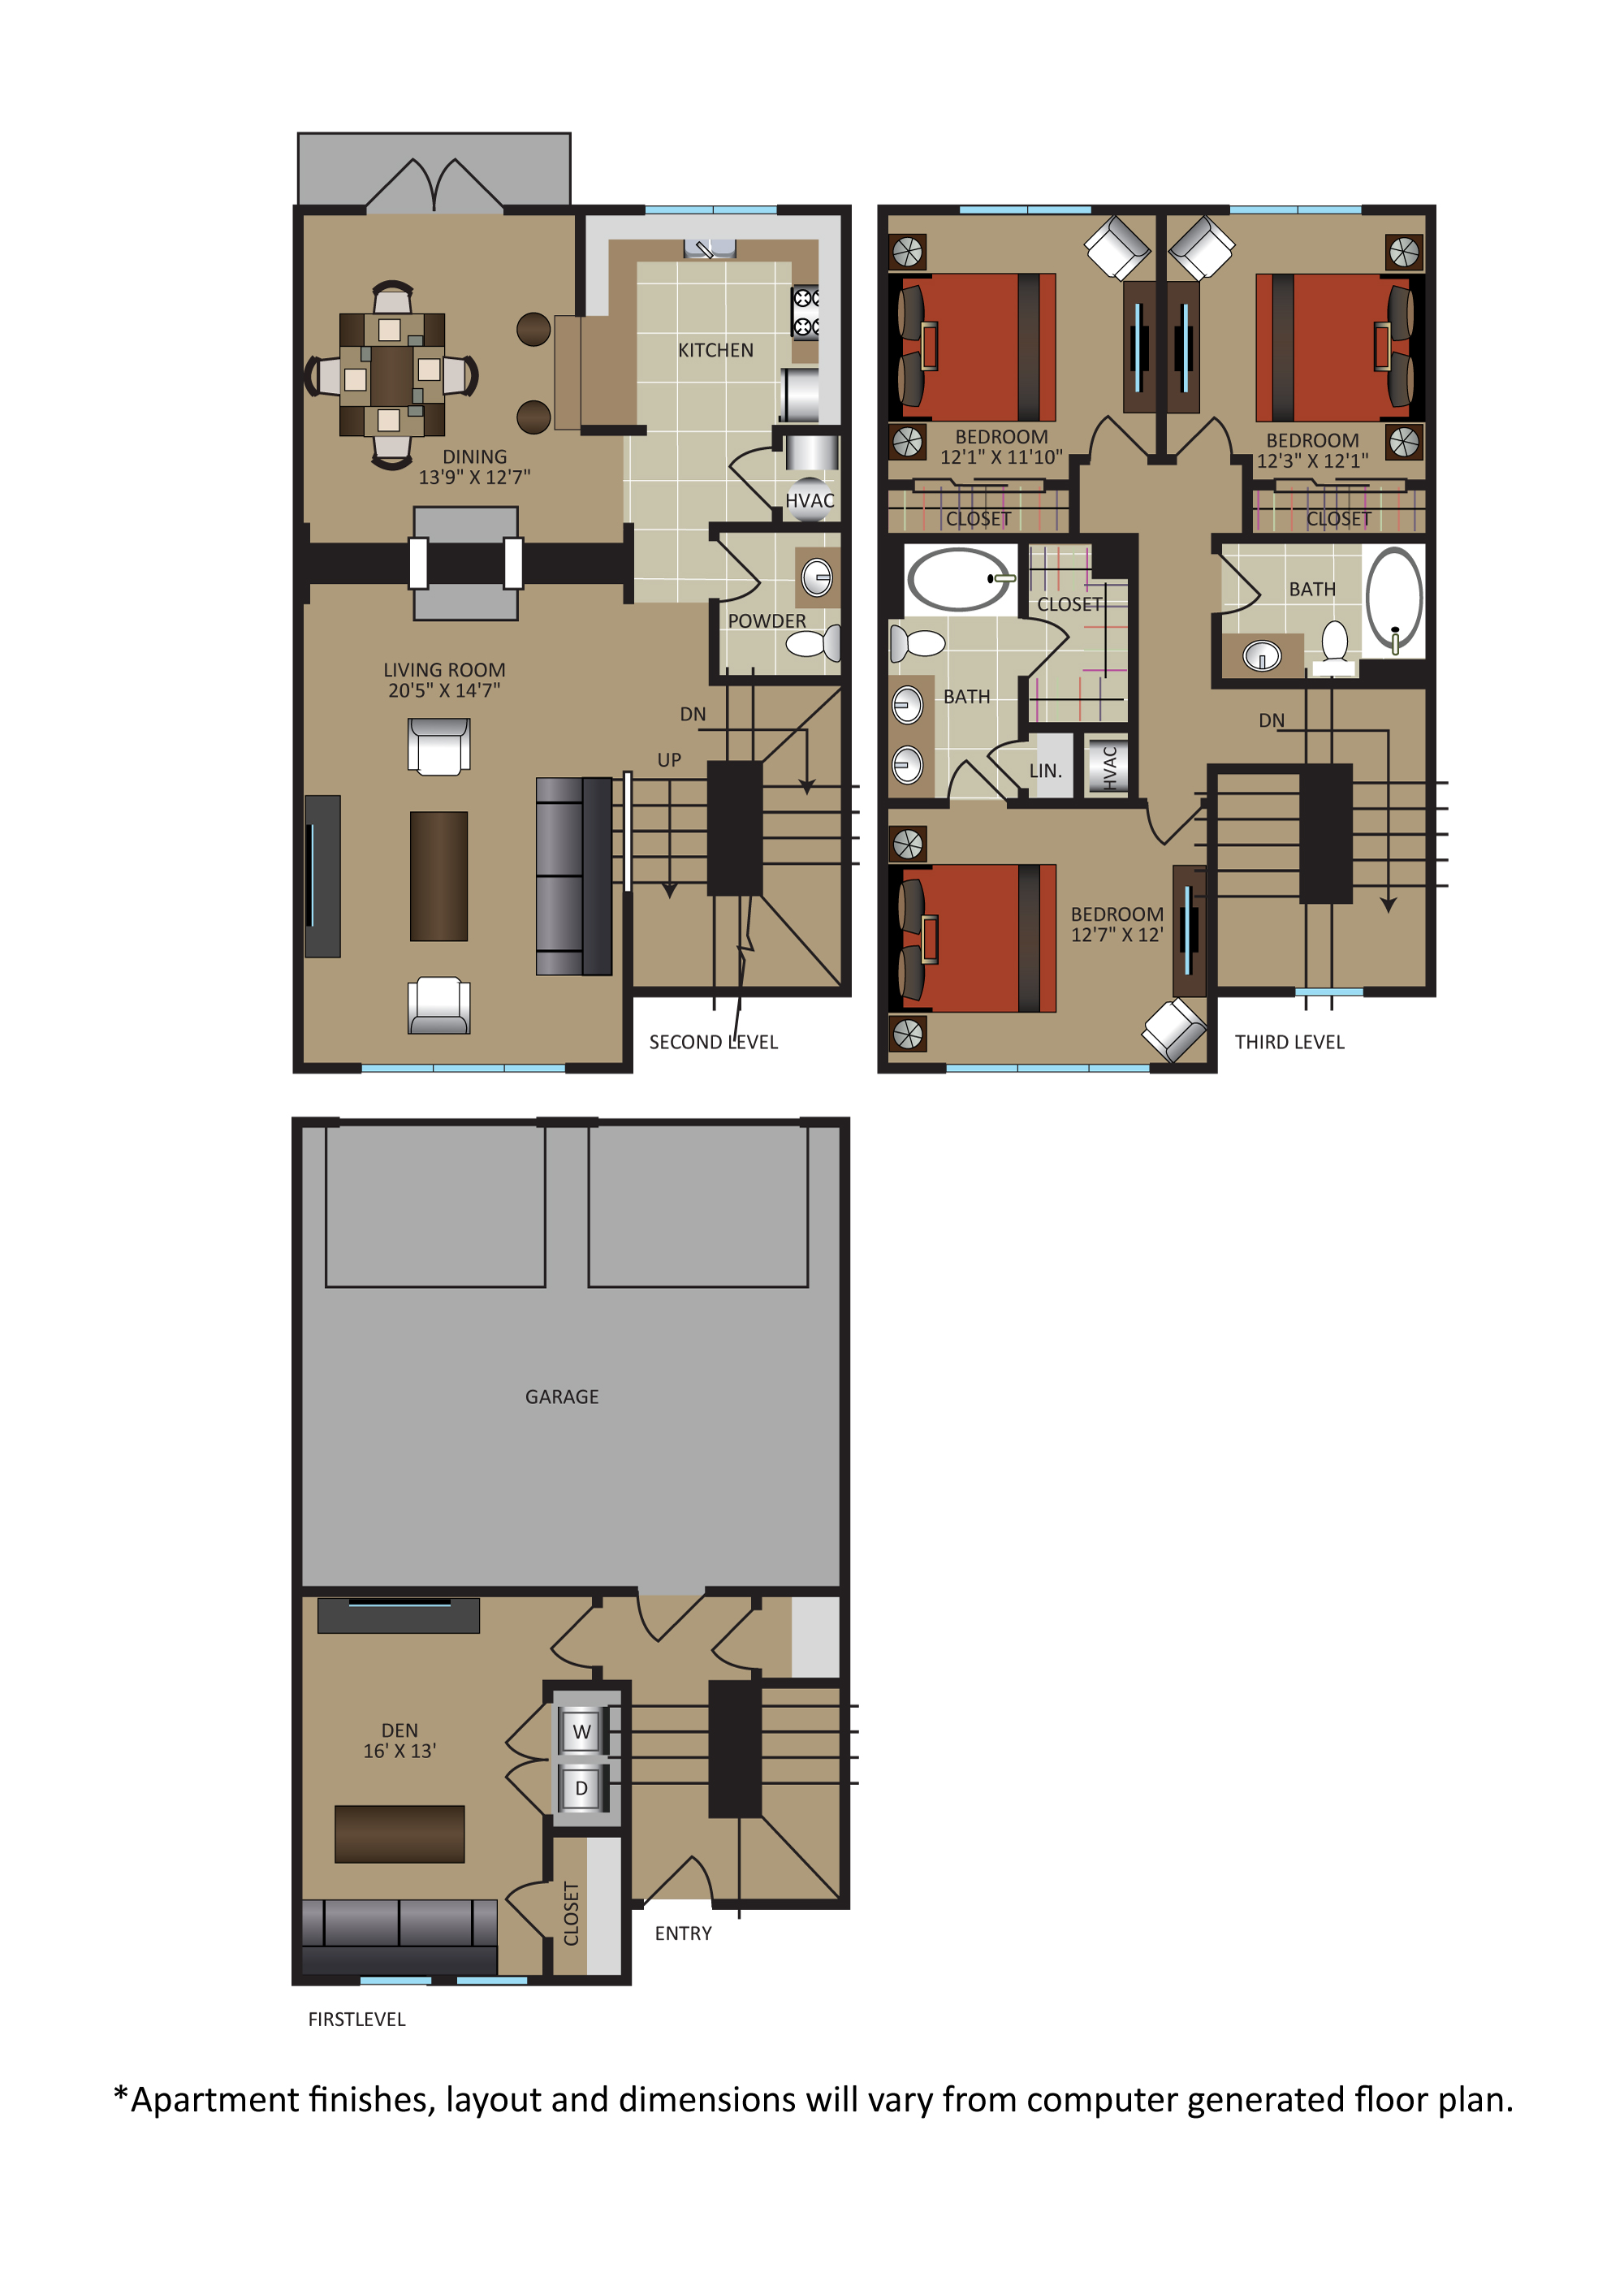 KITCHEN
DINING
13'9" X 12'7"
HVAC
POWDER
LIVING ROOM
20'5" X 14'7"
DN
UP
SECOND LEVEL
BEDROOM
12'1" X 11'10"
BEDROOM
12'3" X 12'1"
CLOSET
CLOSET
CLOSET
BATH
BATH
LIN.
HVAC
DN
BEDROOM
12'7" X 12'
THIRD LEVEL
GARAGE
DEN
16' X 13'
W
D
CLOSET
ENTRY
FIRSTLEVEL
*Apartment finishes, layout and dimensions will vary from computer generated floor plan.